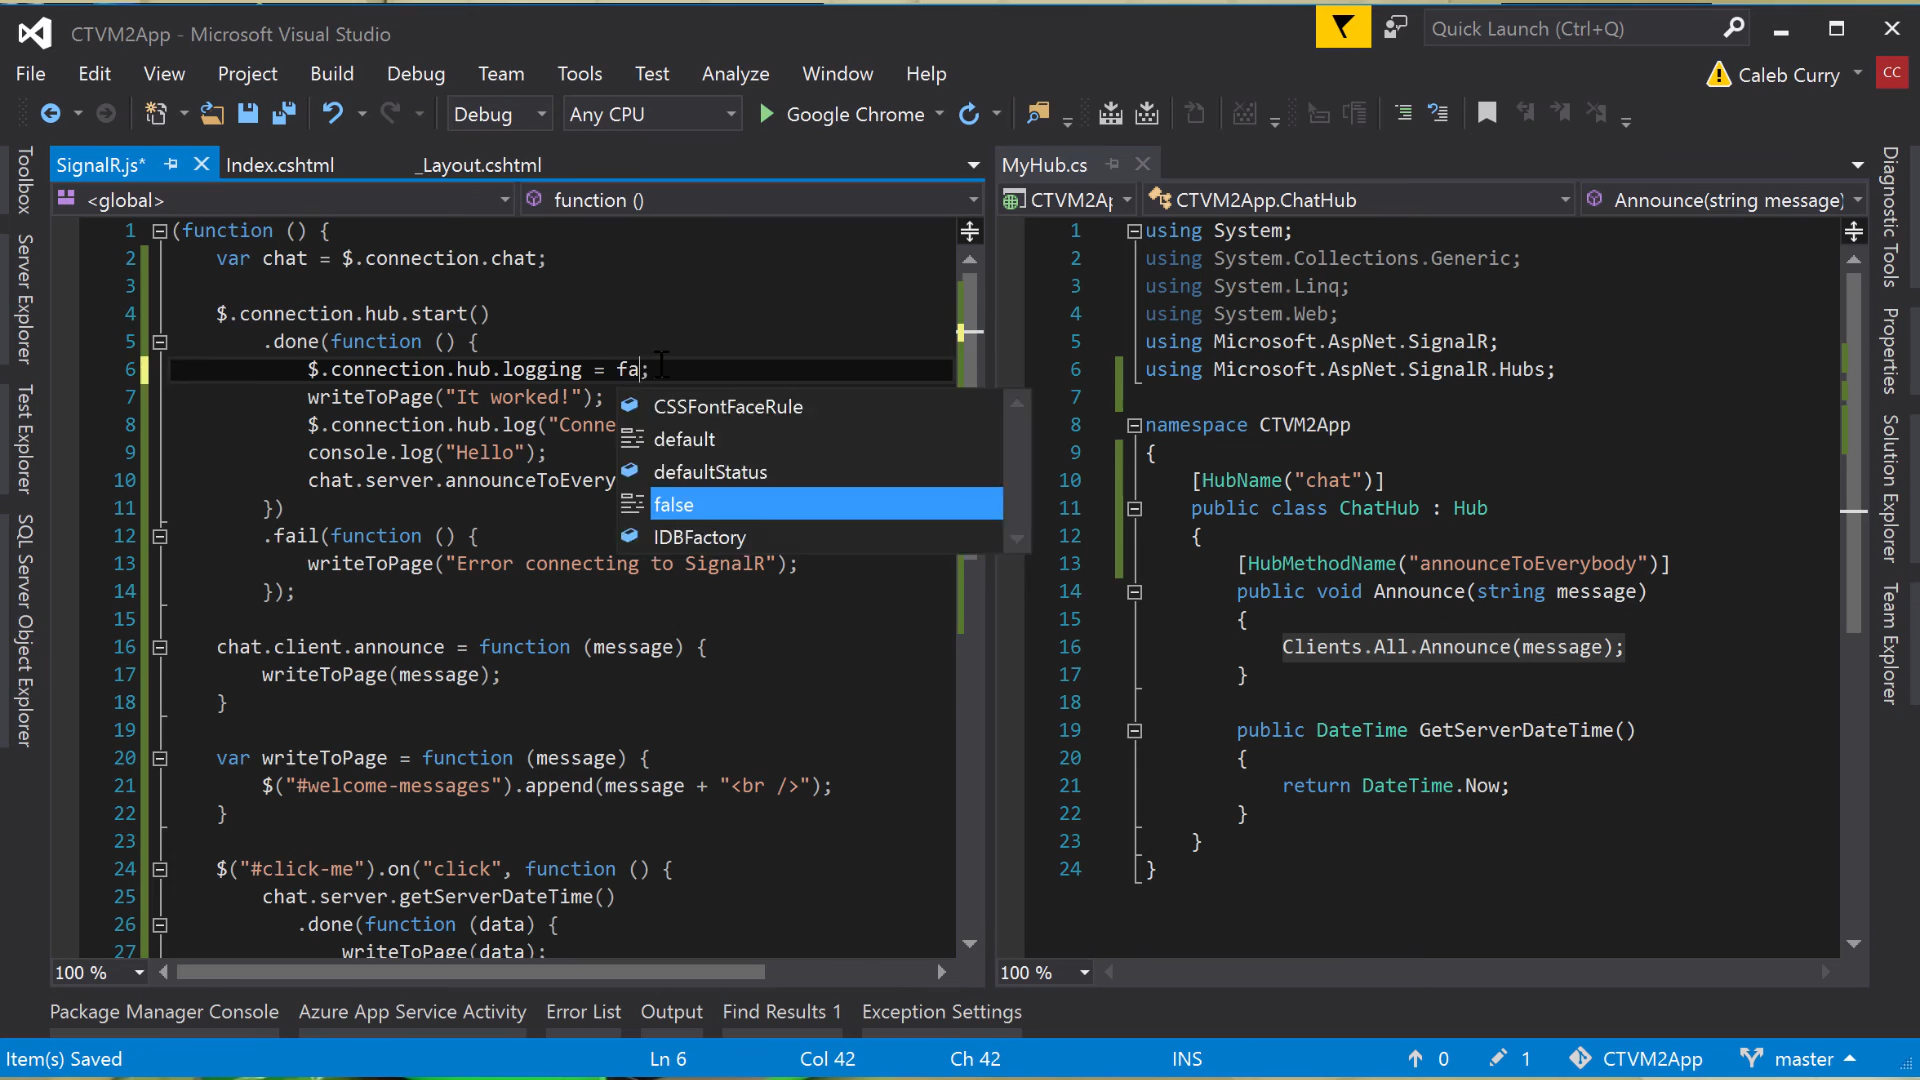 CTVM2App - Microsoft Visual Studio
Quick Launch (Ctrl+Q)
File Edit View Project Build Debug Team Tools Test Analyze Window Help
Caleb Curry CC
Debug Any CPU Google Chrome
SignalR.js* Index.cshtml _Layout.cshtml
<global> function ()
1 (function () {
2 var chat = $.connection.chat;
3
4 $.connection.hub.start()
5 .done(function () {
6 $.connection.hub.logging = fa;
7 writeToPage("It worked!");
8 $.connection.hub.log("Conne
9 console.log("Hello");
10 chat.server.announceToEvery
11 })
12 .fail(function () {
13 writeToPage("Error connecting to SignalR");
14 });
15
16 chat.client.announce = function (message) {
17 writeToPage(message);
18 }
19
20 var writeToPage = function (message) {
21 $("#welcome-messages").append(message + "<br />");
22 }
23
24 $("#click-me").on("click", function () {
25 chat.server.getServerDateTime()
26 .done(function (data) {
27 writeToPage(data);
CSSFontFaceRule
default
defaultStatus
false
IDBFactory
100 %
MyHub.cs
CTVM2Ap CTVM2App.ChatHub Announce(string message)
1 using System;
2 using System.Collections.Generic;
3 using System.Linq;
4 using System.Web;
5 using Microsoft.AspNet.SignalR;
6 using Microsoft.AspNet.SignalR.Hubs;
7
8 namespace CTVM2App
9 {
10 [HubName("chat")]
11 public class ChatHub : Hub
12 {
13 [HubMethodName("announceToEverybody")]
14 public void Announce(string message)
15 {
16 Clients.All.Announce(message);
17 }
18
19 public DateTime GetServerDateTime()
20 {
21 return DateTime.Now;
22 }
23 }
24 }
100 %
Toolbox
Server Explorer
Test Explorer
SQL Server Object Explorer
Diagnostic Tools
Properties
Solution Explorer
Team Explorer
Package Manager Console Azure App Service Activity Error List Output Find Results 1 Exception Settings
Item(s) Saved Ln 6 Col 42 Ch 42 INS 0 1 CTVM2App master